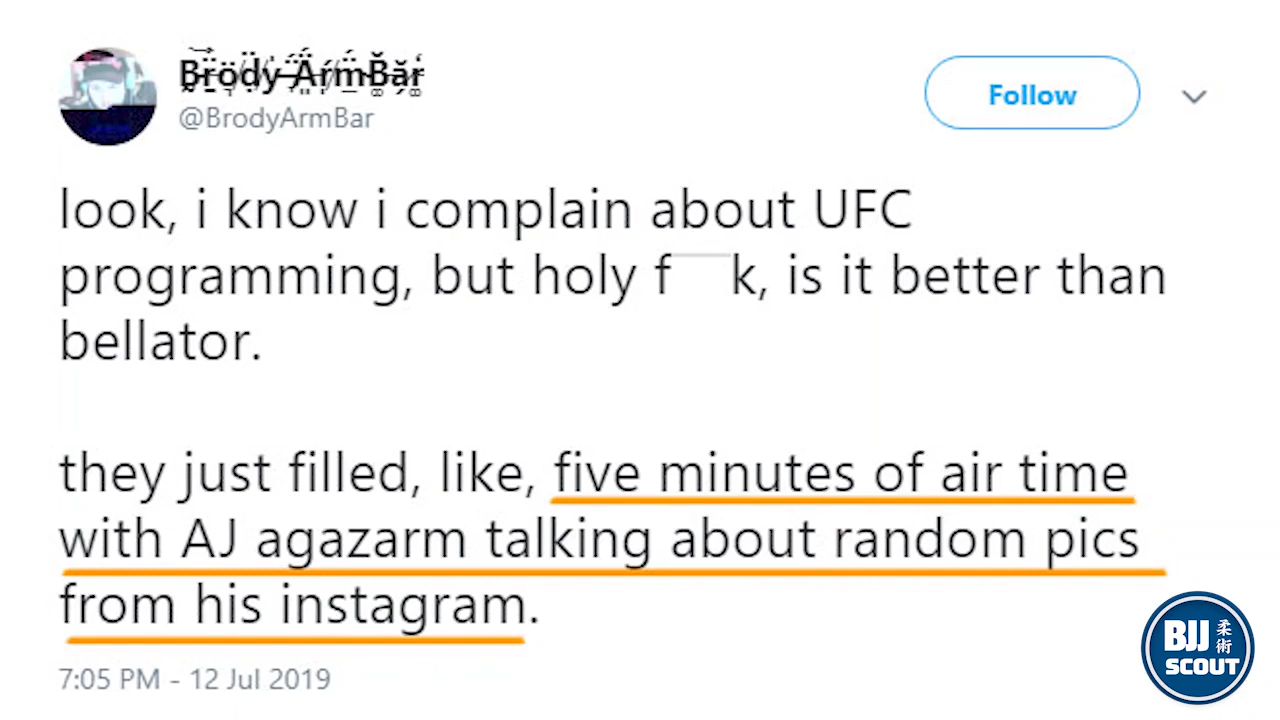 Brody ArmBar
@BrodyArmBar
Follow
look, i know i complain about UFC
programming, but holy f k, is it better than
bellator.
they just filled, like, five minutes of air time
with AJ agazarm talking about random pics
from his instagram.
7:05 PM - 12 Jul 2019
BJJ 柔術
SCOUT